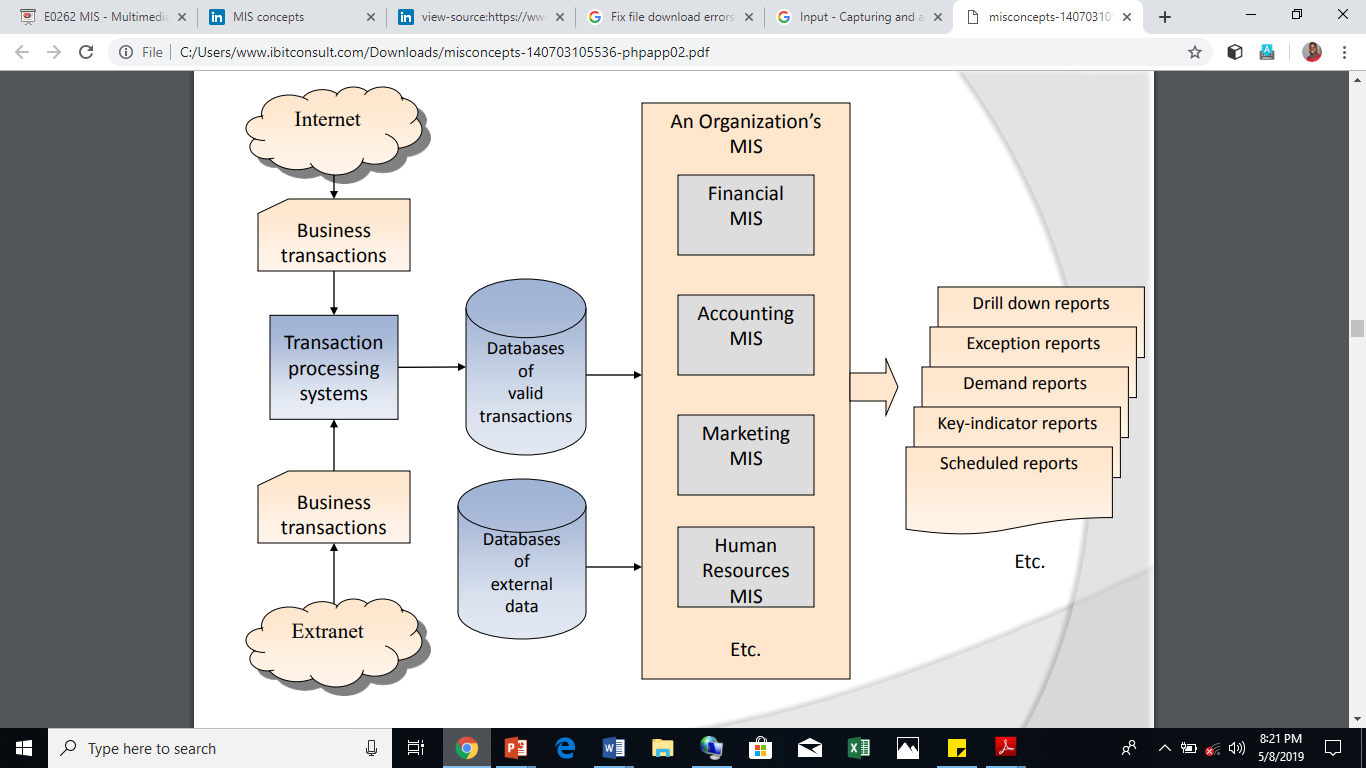 E0262 MIS - Multimedia
MIS concepts
view-source:https://www
Fix file download errors
Input - Capturing and a
misconcepts-140703105
File
C:/Users/www.ibitconsult.com/Downloads/misconcepts-140703105536-phpapp02.pdf
Internet
Business
transactions
Transaction
processing
systems
Business
transactions
Extranet
Databases
of
valid
transactions
Databases
of
external
data
An Organization’s
MIS
Financial
MIS
Accounting
MIS
Marketing
MIS
Human
Resources
MIS
Etc.
Drill down reports
Exception reports
Demand reports
Key-indicator reports
Scheduled reports
Etc.
Type here to search
8:21 PM
5/8/2019